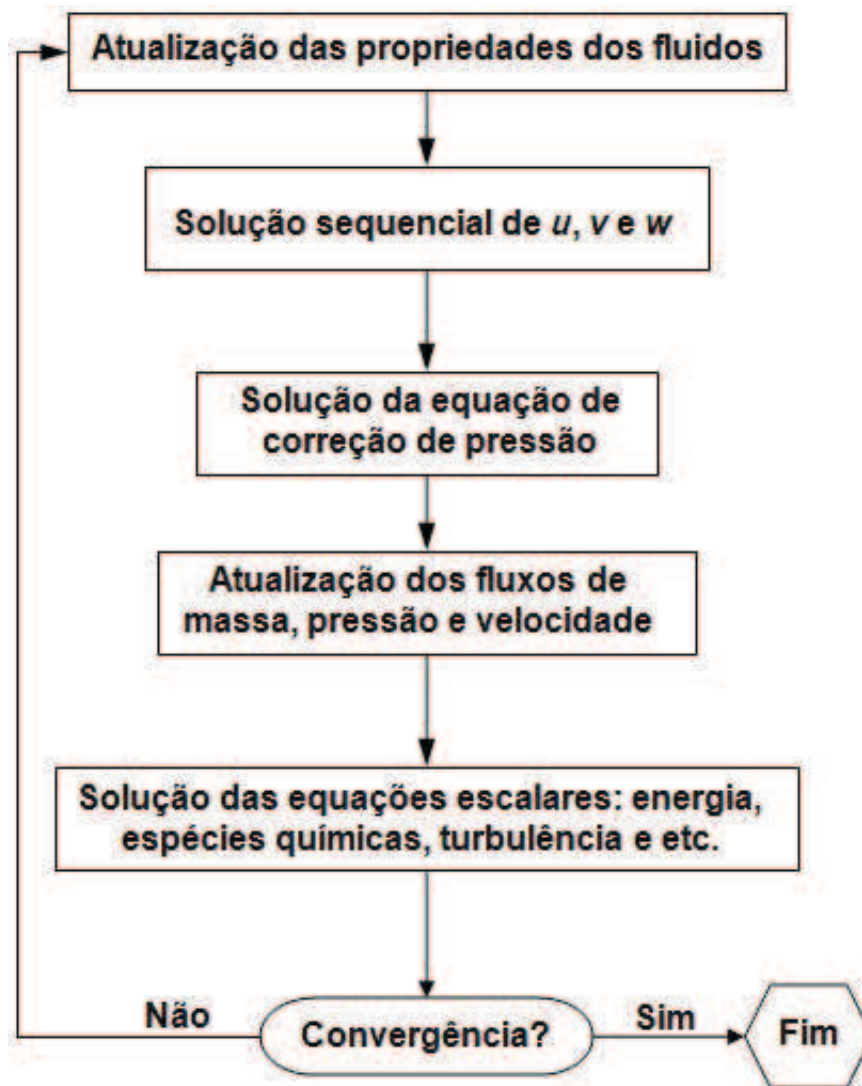 Atualização das propriedades dos fluidos
Solução sequencial de u, v e w
Solução da equação de
correção de pressão
Atualização dos fluxos de
massa, pressão e velocidade
Solução das equações escalares: energia,
espécies químicas, turbulência e etc.
Não
Convergência?
Sim
Fim